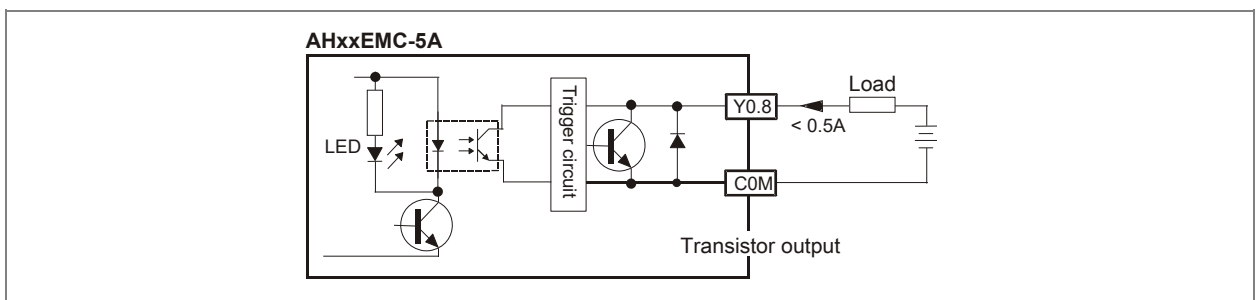 AHxxEMC-5A
LED
Trigger circuit
Y0.8
Load
< 0.5A
C0M
Transistor output